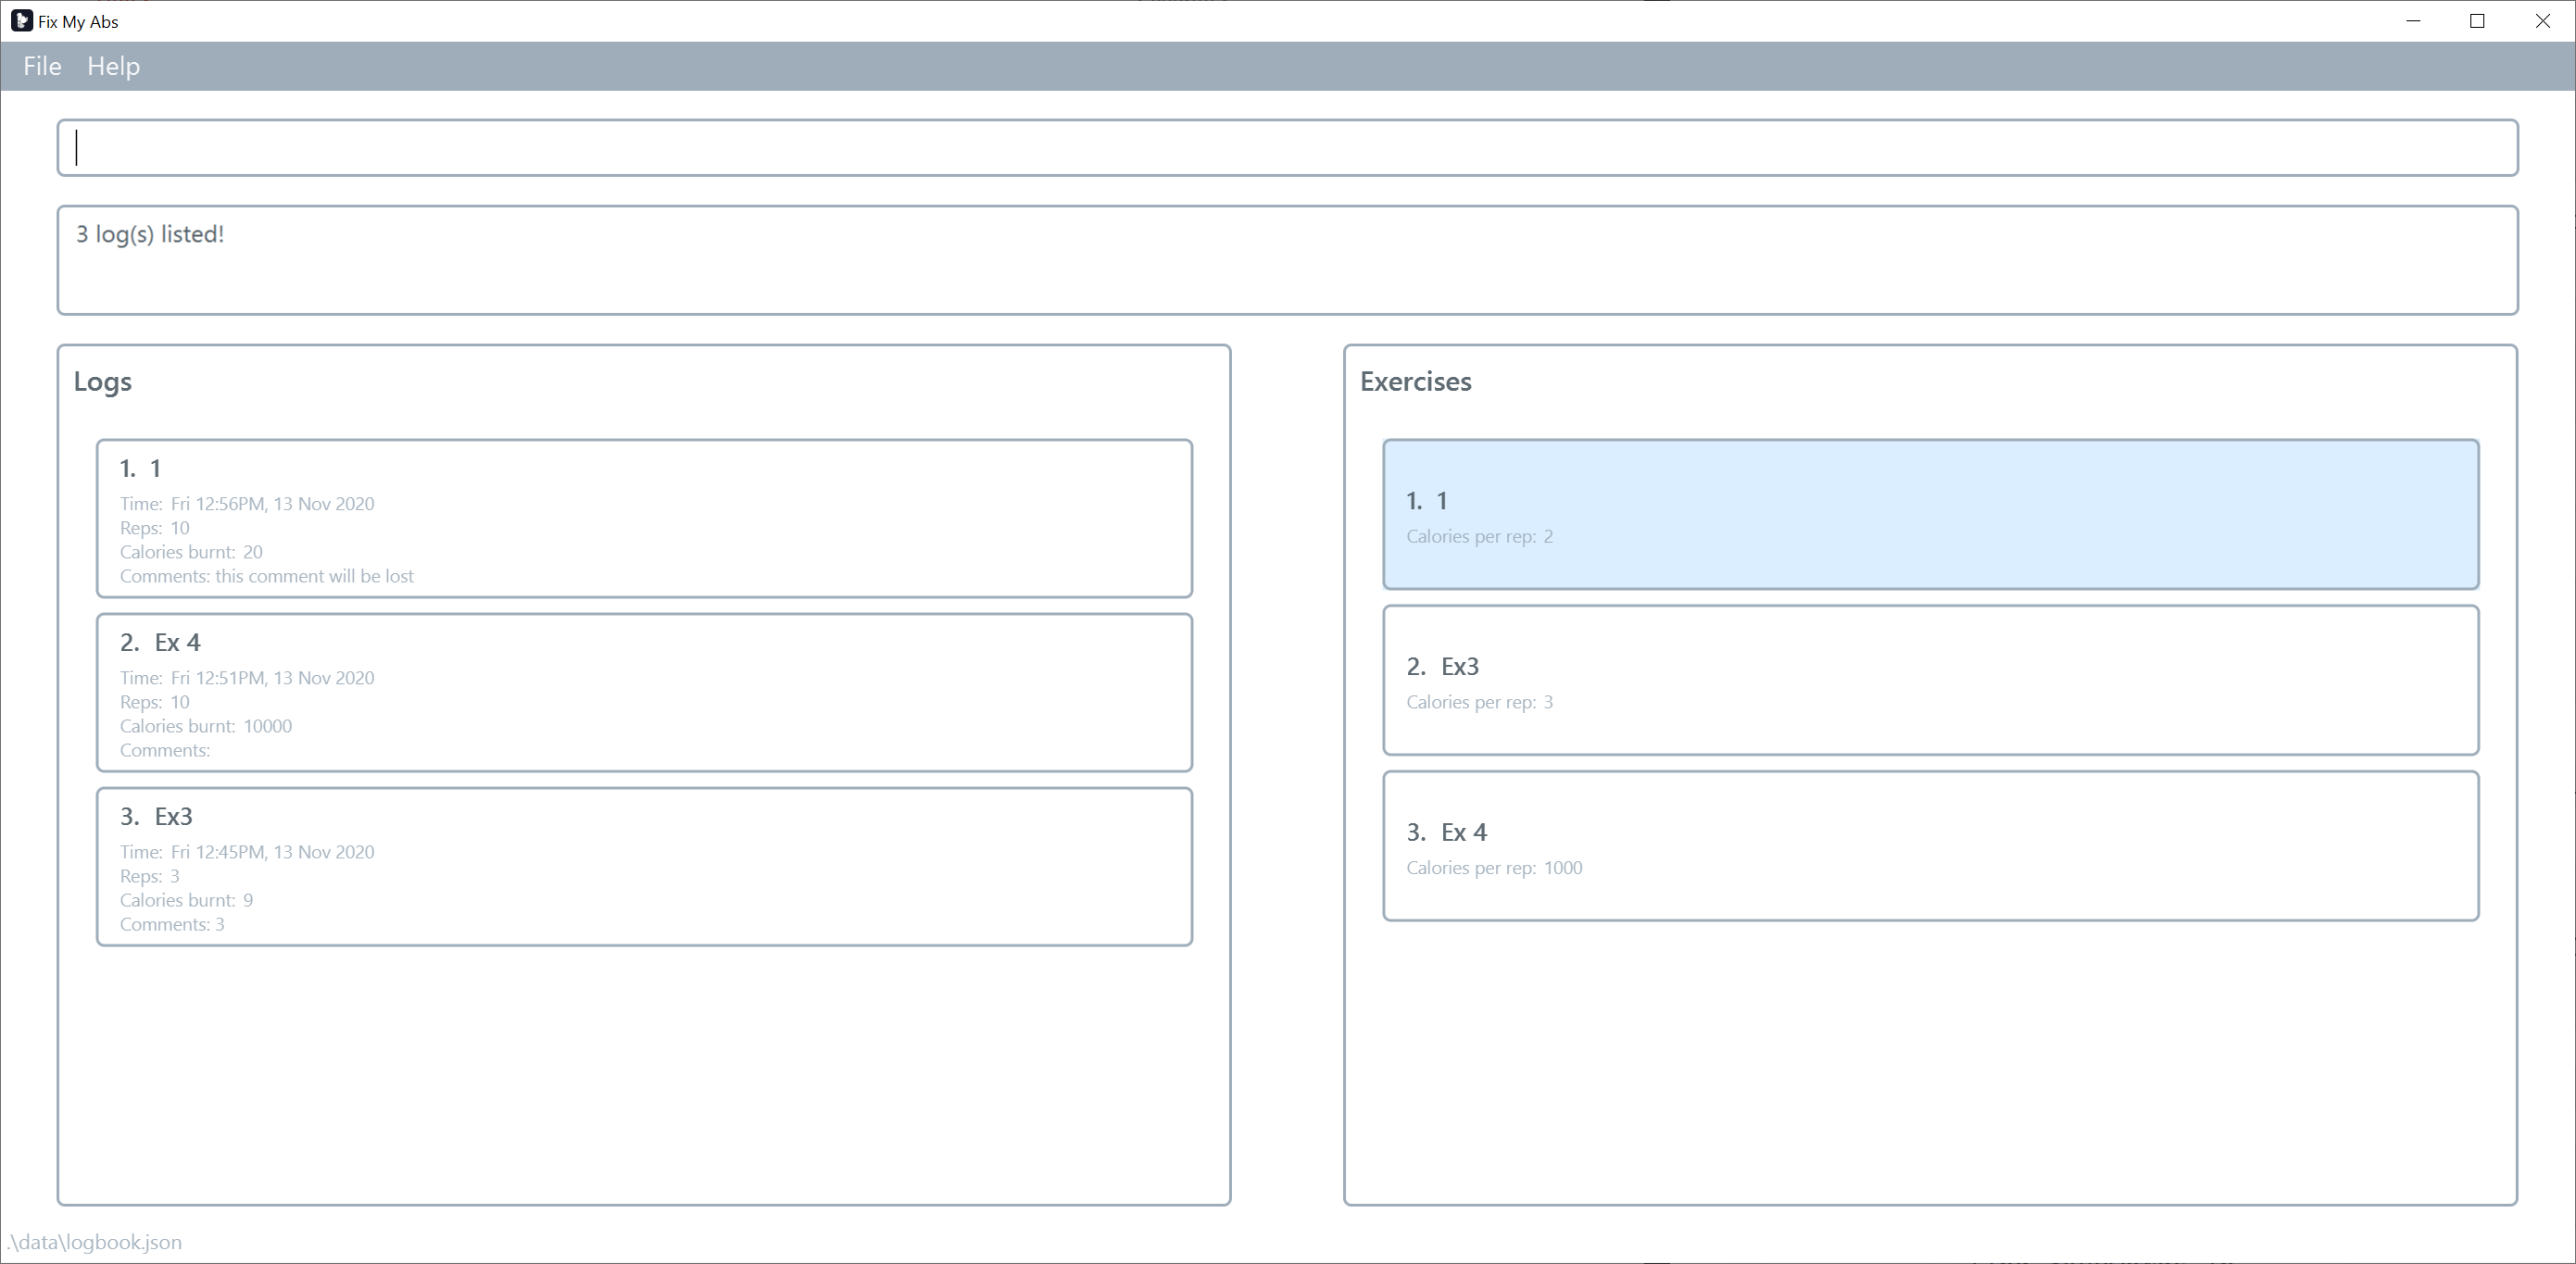 Fix My Abs
File Help
3 log(s) listed!
Logs
1. 1
Time: Fri 12:56PM, 13 Nov 2020
Reps: 10
Calories burnt: 20
Comments: this comment will be lost
2. Ex 4
Time: Fri 12:51PM, 13 Nov 2020
Reps: 10
Calories burnt: 10000
Comments:
3. Ex3
Time: Fri 12:45PM, 13 Nov 2020
Reps: 3
Calories burnt: 9
Comments: 3
Exercises
1. 1
Calories per rep: 2
2. Ex3
Calories per rep: 3
3. Ex 4
Calories per rep: 1000
.\data\logbook.json